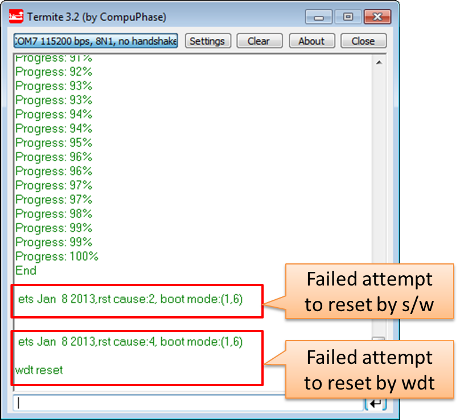 Termite 3.2 (by CompuPhase)
COM7 115200 bps, 8N1, no handshake
Settings
Clear
About
Close
Progress: 91%
Progress: 92%
Progress: 93%
Progress: 93%
Progress: 94%
Progress: 94%
Progress: 95%
Progress: 96%
Progress: 96%
Progress: 97%
Progress: 97%
Progress: 98%
Progress: 99%
Progress: 99%
Progress: 100%
End
ets Jan  8 2013,rst cause:2, boot mode:(1,6)
Failed attempt
to reset by s/w
ets Jan  8 2013,rst cause:4, boot mode:(1,6)
wdt reset
Failed attempt
to reset by wdt